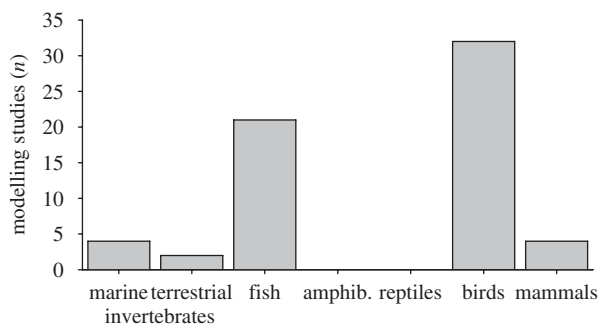 35
30
25
20
15
10
5
0
modelling studies (n)
marine terrestrial fish amphib. reptiles birds mammals
invertebrates